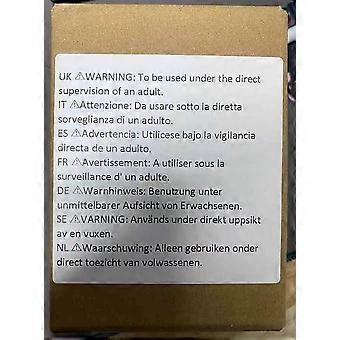 UK ⚠WARNING: To be used under the direct
supervision of an adult.
IT ⚠Attenzione: Da usare sotto la diretta
sorveglianza di un adulto.
ES ⚠Advertencia: Utilícese bajo la vigilancia
directa de un adulto.
FR ⚠Avertissement: A utiliser sous la
surveillance d' un adulte.
DE ⚠Warnhinweis: Benutzung unter
unmittelbarer Aufsicht von Erwachsenen.
SE ⚠VARNING: Används under direkt uppsikt
av en vuxen.
NL ⚠Waarschuwing: Alleen gebruiken onder
direct toezicht van volwassenen.